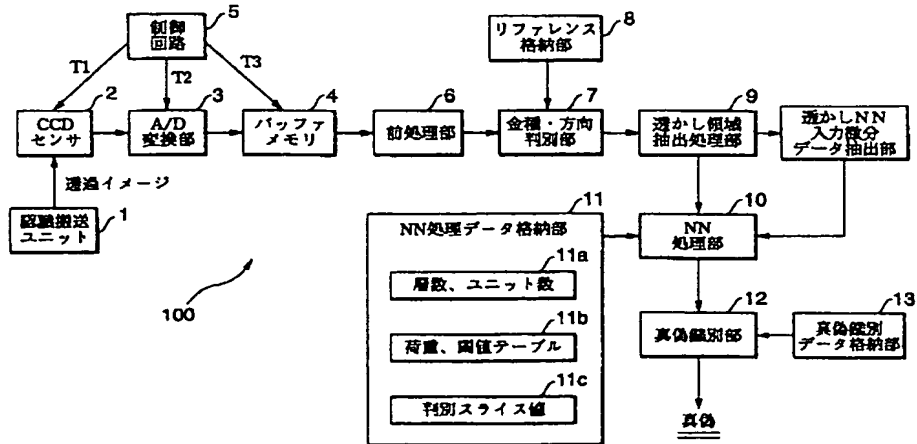 制御
回路
5
リファレンス
格納部
8
T1
T2
T3
CCD
センサ
2
A/D
変換部
3
バッファ
メモリ
4
前処理部
6
金種・方向
判別部
7
透かし領域
抽出処理部
9
透かしNN
入力微分
データ抽出部
透過イメージ
認識搬送
ユニット
1
NN処理データ格納部
11
NN
処理部
10
層数、ユニット数
11a
荷重、閾値テーブル
11b
判別スライス値
11c
100
真偽鑑別部
12
真偽鑑別
データ格納部
13
真偽